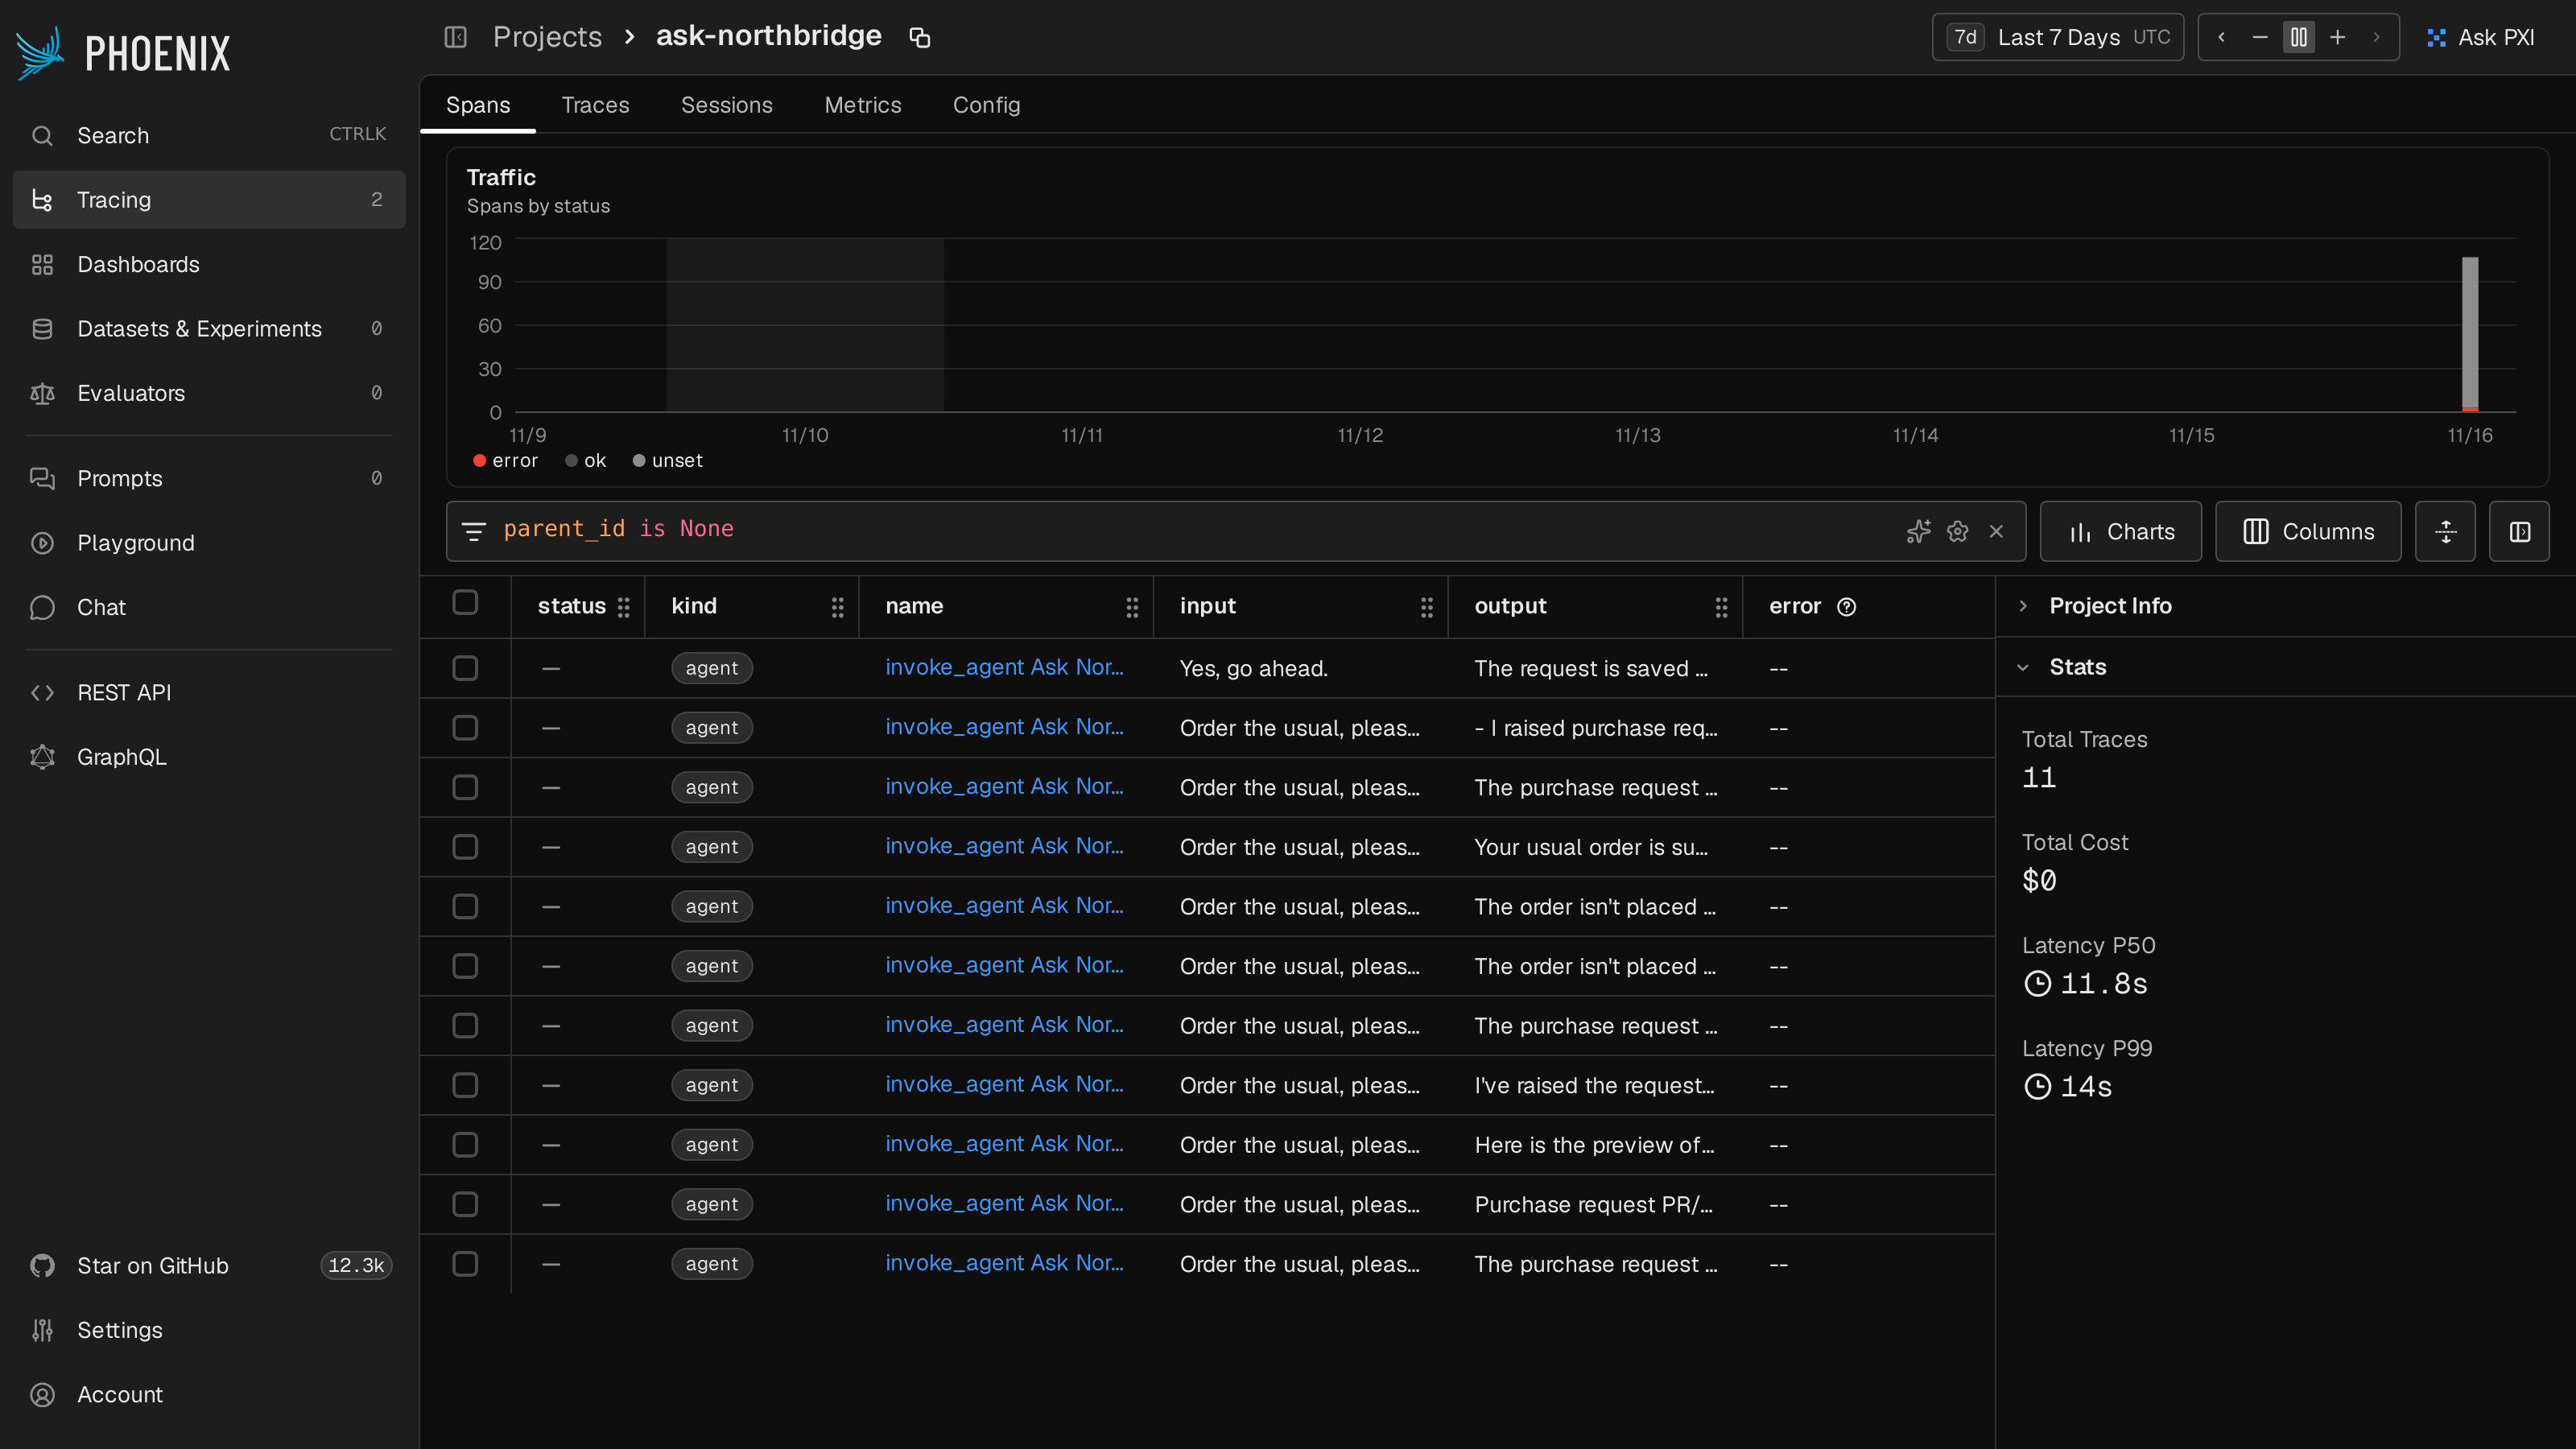 PHOENIX
Projects › ask-northbridge
7d Last 7 Days UTC
Ask PXI
Search CTRLK
Tracing 2
Dashboards
Datasets & Experiments 0
Evaluators 0
Prompts 0
Playground
Chat
REST API
GraphQL
Star on GitHub 12.3k
Settings
Account
Spans Traces Sessions Metrics Config
Traffic
Spans by status
120
90
60
30
0
11/9 11/10 11/11 11/12 11/13 11/14 11/15 11/16
error ok unset
parent_id is None
Charts Columns
status kind name input output error
— agent invoke_agent Ask Nor... Yes, go ahead. The request is saved ... --
— agent invoke_agent Ask Nor... Order the usual, pleas... - I raised purchase req... --
— agent invoke_agent Ask Nor... Order the usual, pleas... The purchase request ... --
— agent invoke_agent Ask Nor... Order the usual, pleas... Your usual order is su... --
— agent invoke_agent Ask Nor... Order the usual, pleas... The order isn't placed ... --
— agent invoke_agent Ask Nor... Order the usual, pleas... The order isn't placed ... --
— agent invoke_agent Ask Nor... Order the usual, pleas... The purchase request ... --
— agent invoke_agent Ask Nor... Order the usual, pleas... I've raised the request... --
— agent invoke_agent Ask Nor... Order the usual, pleas... Here is the preview of... --
— agent invoke_agent Ask Nor... Order the usual, pleas... Purchase request PR/... --
— agent invoke_agent Ask Nor... Order the usual, pleas... The purchase request ... --
Project Info
Stats
Total Traces
11
Total Cost
$0
Latency P50
11.8s
Latency P99
14s